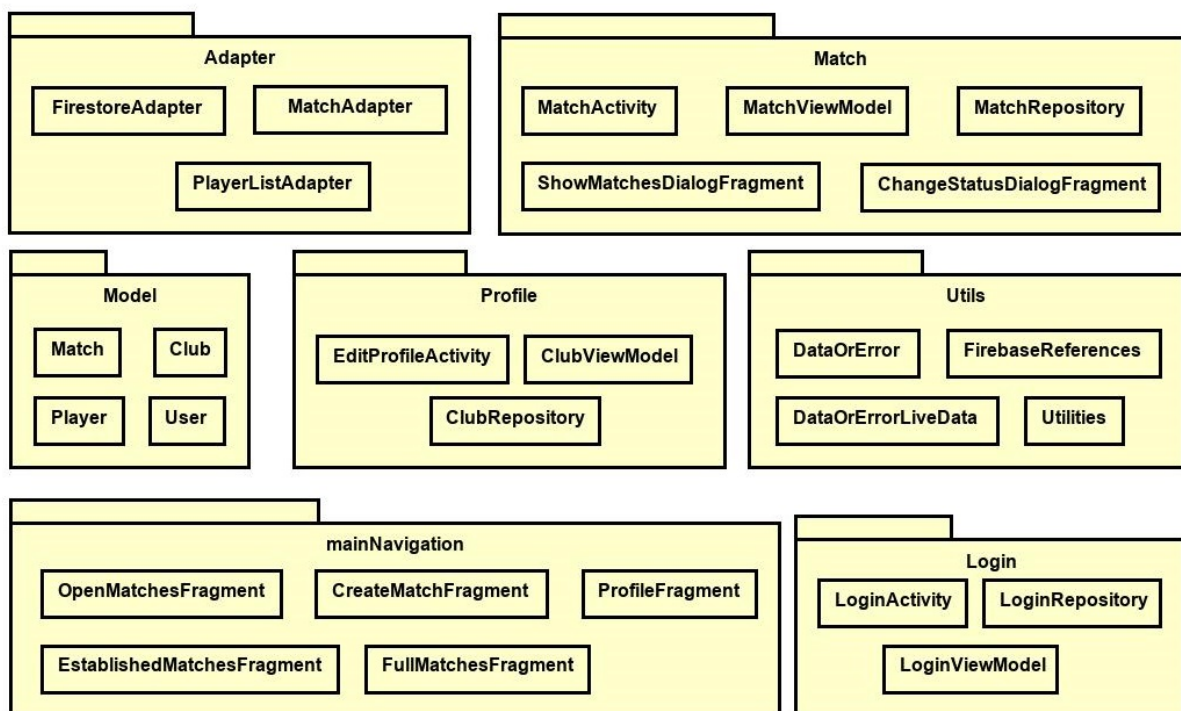 Adapter
FirestoreAdapter
MatchAdapter
PlayerListAdapter
Match
MatchActivity
MatchViewModel
MatchRepository
ShowMatchesDialogFragment
ChangeStatusDialogFragment
Model
Match
Club
Player
User
Profile
EditProfileActivity
ClubViewModel
ClubRepository
Utils
DataOrError
FirebaseReferences
DataOrErrorLiveData
Utilities
mainNavigation
OpenMatchesFragment
CreateMatchFragment
ProfileFragment
EstablishedMatchesFragment
FullMatchesFragment
Login
LoginActivity
LoginRepository
LoginViewModel